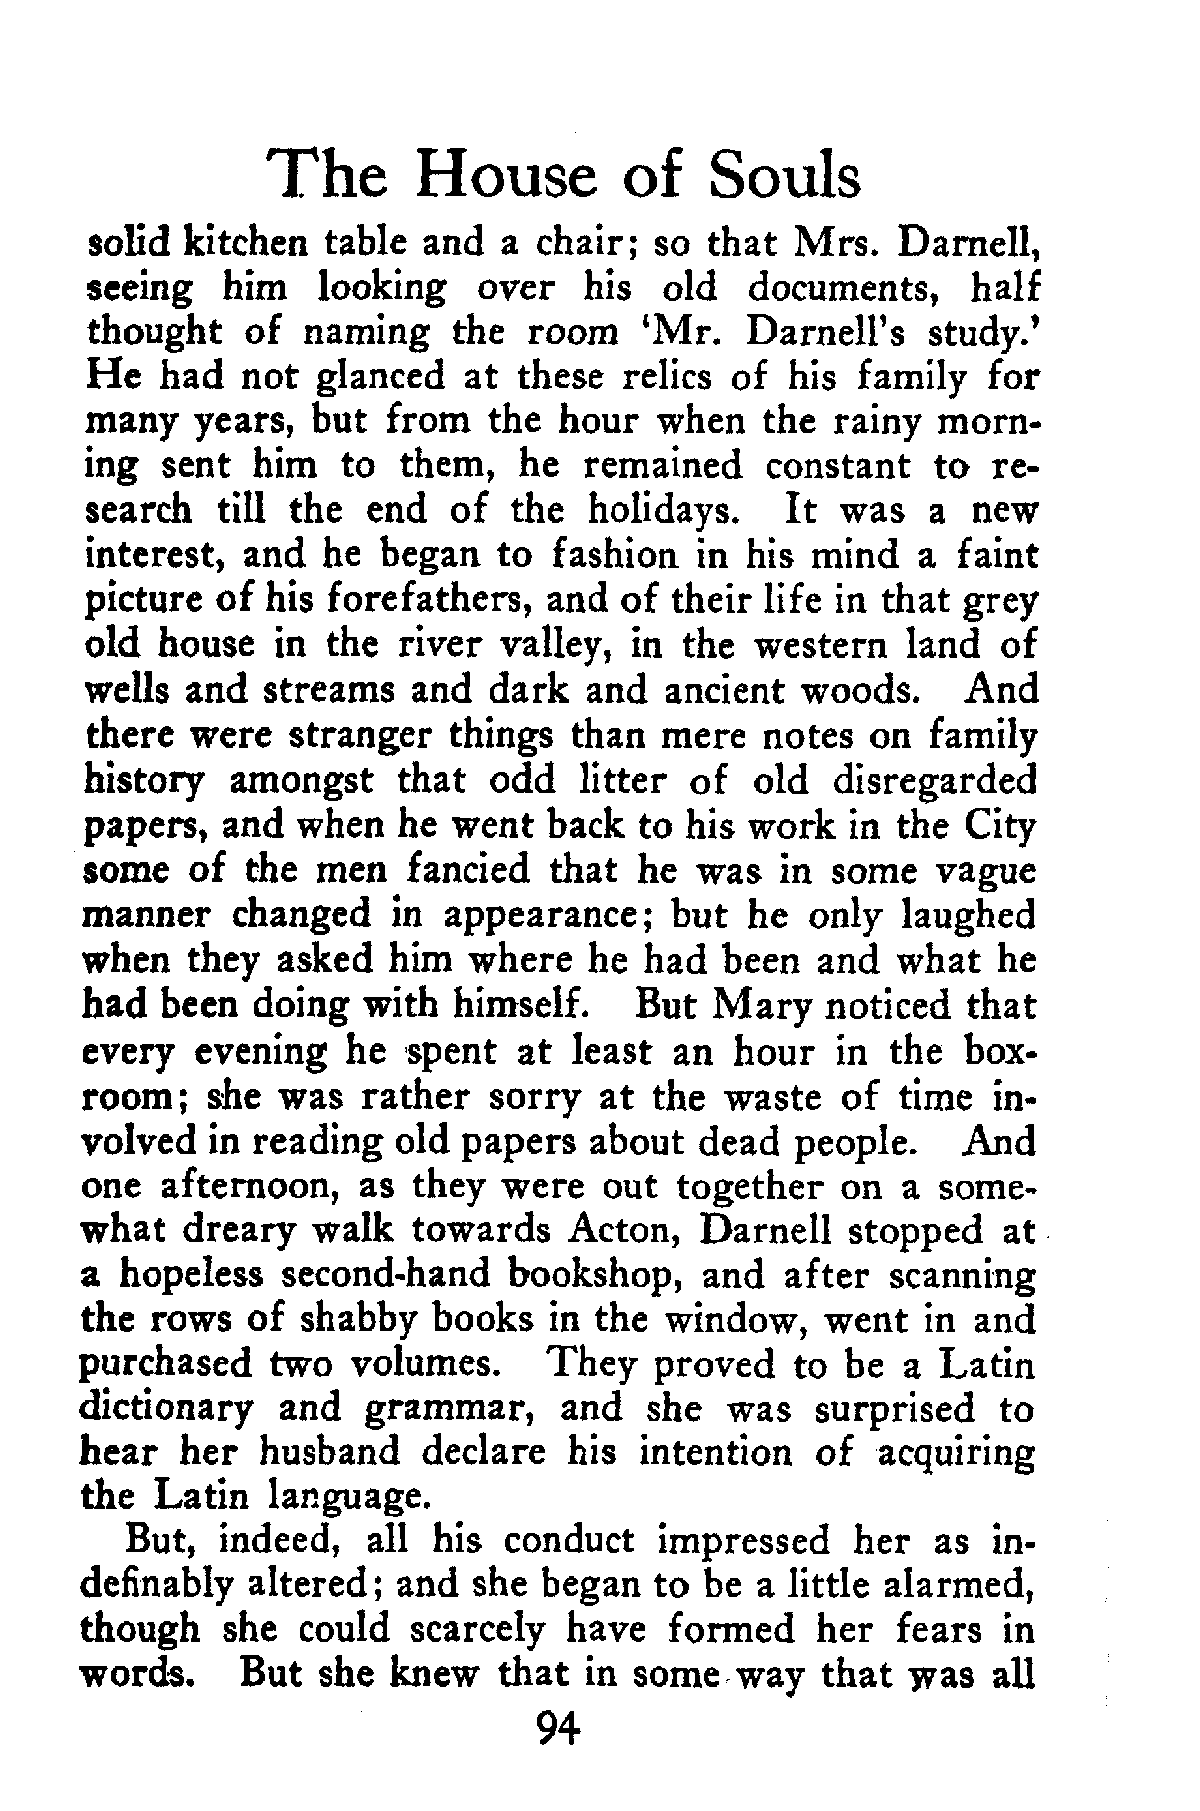 The House of Souls
solid kitchen table and a chair; so that Mrs. Darnell,
seeing him looking over his old documents, half
thought of naming the room ‘Mr. Darnell’s study.’
He had not glanced at these relics of his family for
many years, but from the hour when the rainy morn-
ing sent him to them, he remained constant to re-
search till the end of the holidays. It was a new
interest, and he began to fashion in his mind a faint
picture of his forefathers, and of their life in that grey
old house in the river valley, in the western land of
wells and streams and dark and ancient woods. And
there were stranger things than mere notes on family
history amongst that odd litter of old disregarded
papers, and when he went back to his work in the City
some of the men fancied that he was in some vague
manner changed in appearance; but he only laughed
when they asked him where he had been and what he
had been doing with himself. But Mary noticed that
every evening he spent at least an hour in the box-
room; she was rather sorry at the waste of time in-
volved in reading old papers about dead people. And
one afternoon, as they were out together on a some-
what dreary walk towards Acton, Darnell stopped at
a hopeless second-hand bookshop, and after scanning
the rows of shabby books in the window, went in and
purchased two volumes. They proved to be a Latin
dictionary and grammar, and she was surprised to
hear her husband declare his intention of acquiring
the Latin language.
But, indeed, all his conduct impressed her as in-
definably altered; and she began to be a little alarmed,
though she could scarcely have formed her fears in
words. But she knew that in some way that was all
94